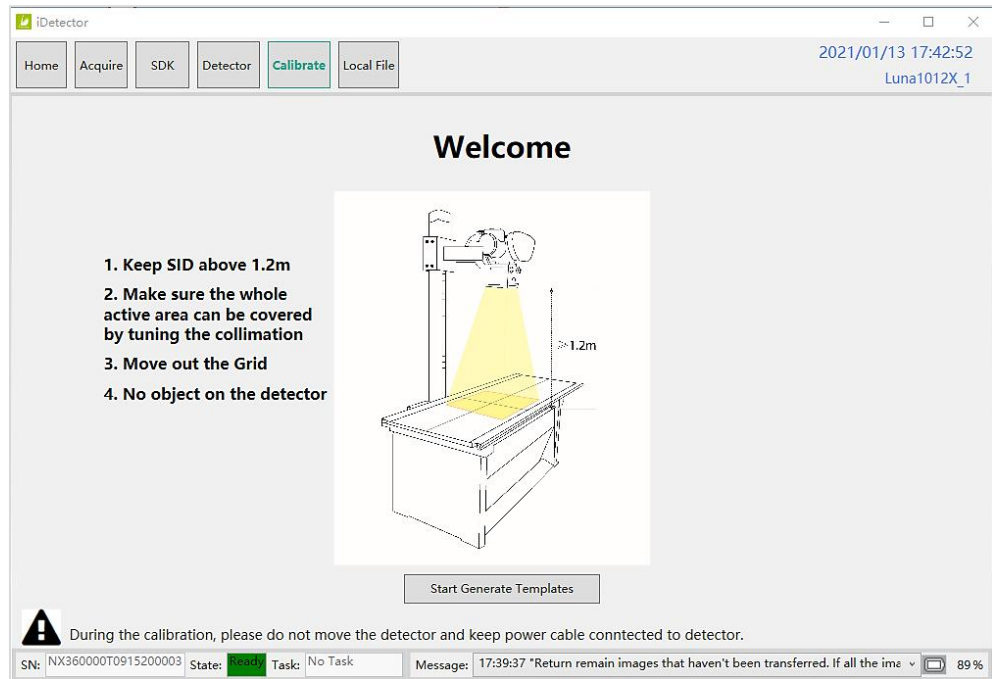 iDetector
Home Acquire SDK Detector Calibrate Local File
2021/01/13 17:42:52
Luna1012X_1
Welcome
1. Keep SID above 1.2m
2. Make sure the whole
active area can be covered
by tuning the collimation
3. Move out the Grid
4. No object on the detector
≥1.2m
Start Generate Templates
During the calibration, please do not move the detector and keep power cable conntected to detector.
SN: NX360000T0915200003 State: Ready Task: No Task Message: 17:39:37 "Return remain images that haven't been transferred. If all the ima 89%